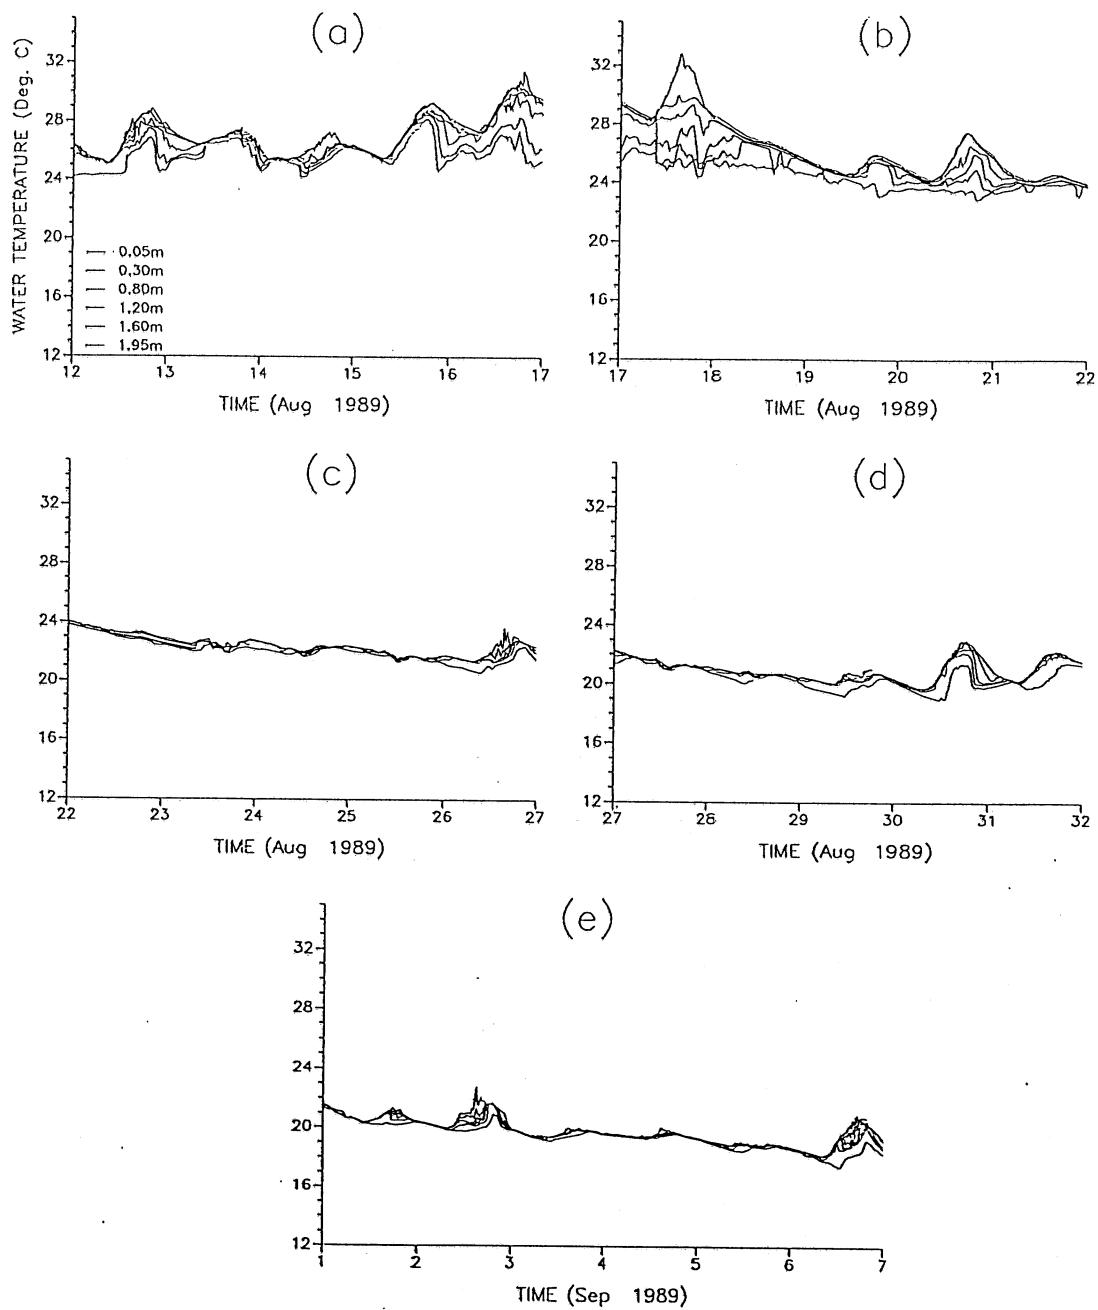 (a)
WATER TEMPERATURE (Deg. C)
32
28
24
20
16
12
0.05m
0.30m
0.80m
1.20m
1.60m
1.95m
12 13 14 15 16 17
TIME (Aug 1989)
(b)
32
28
24
20
16
12
17 18 19 20 21 22
TIME (Aug 1989)
(c)
32
28
24
20
16
12
22 23 24 25 26 27
TIME (Aug 1989)
(d)
32
28
24
20
16
12
27 28 29 30 31 32
TIME (Aug 1989)
(e)
32
28
24
20
16
12
1 2 3 4 5 6 7
TIME (Sep 1989)